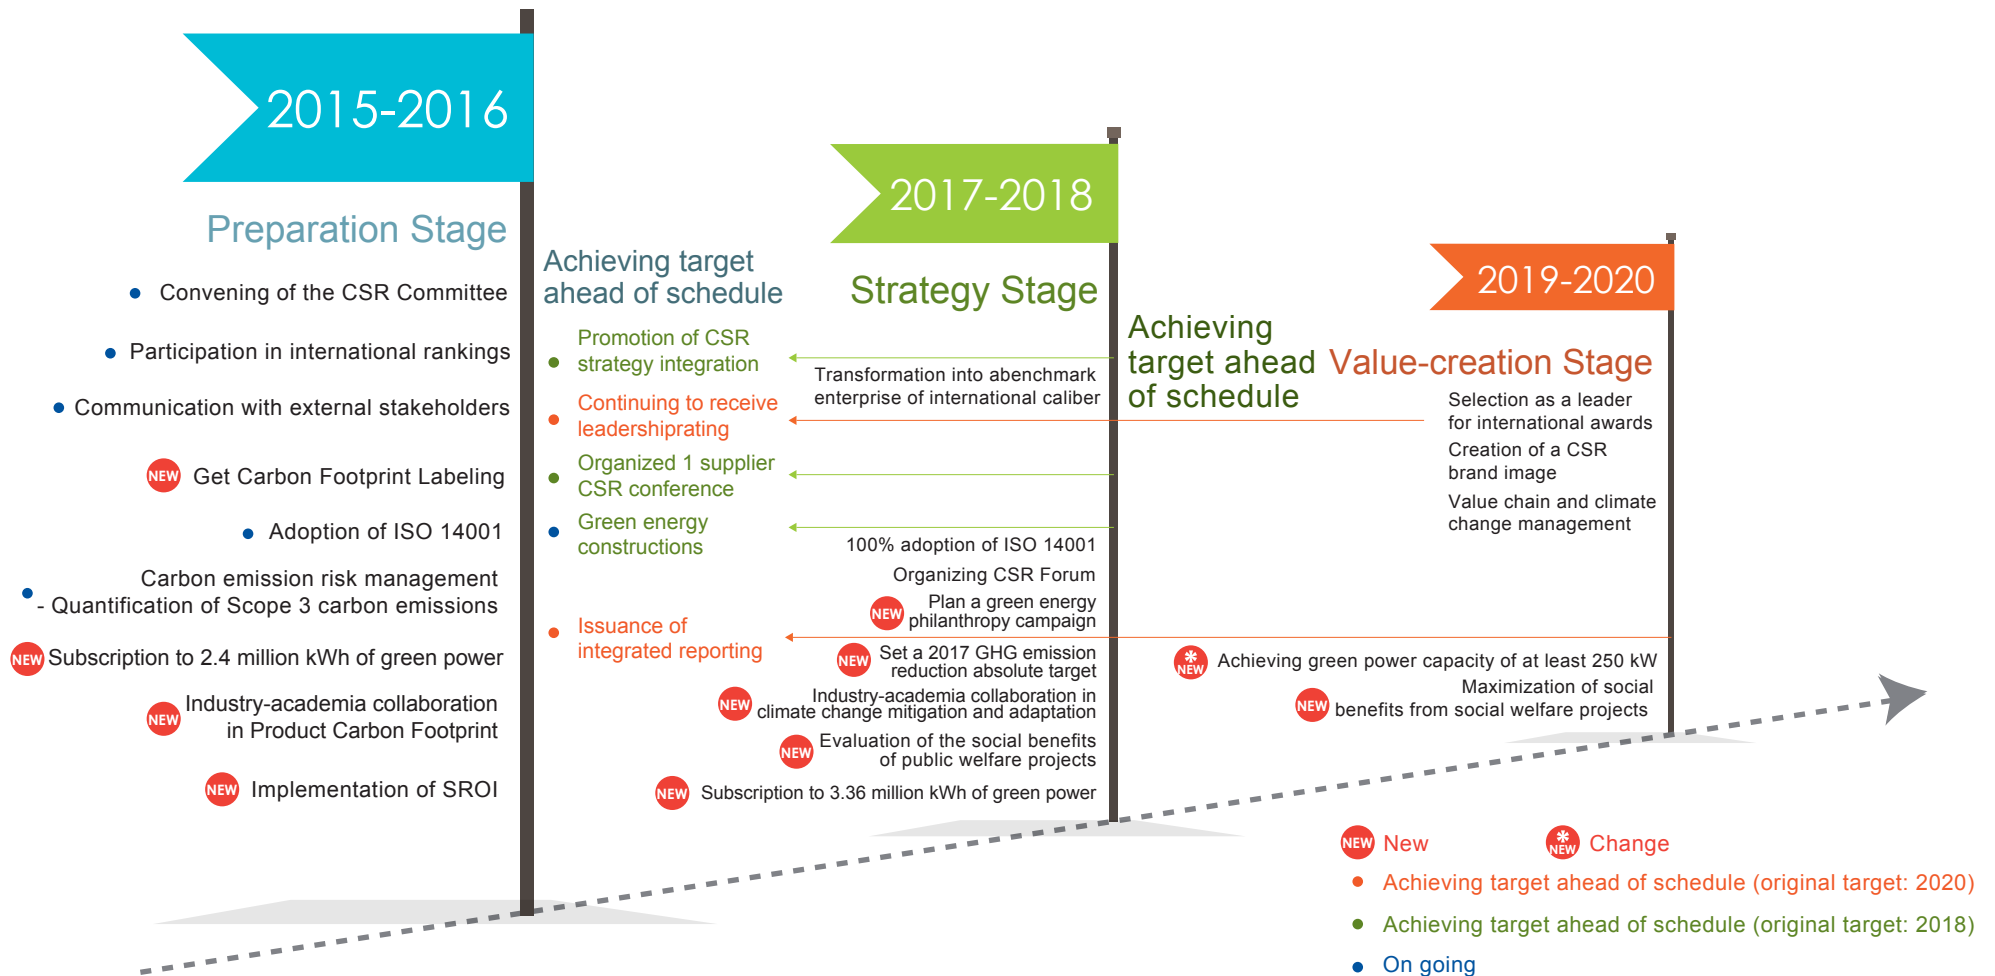 2015-2016
Preparation Stage
Convening of the CSR Committee
Participation in international rankings
Communication with external stakeholders
NEW Get Carbon Footprint Labeling
Adoption of ISO 14001
Carbon emission risk management
- Quantification of Scope 3 carbon emissions
NEW Subscription to 2.4 million kWh of green power
NEW Industry-academia collaboration
in Product Carbon Footprint
NEW Implementation of SROI
Achieving target
ahead of schedule
Promotion of CSR
strategy integration
Continuing to receive
leadershiprating
Organized 1 supplier
CSR conference
Green energy
constructions
Issuance of
integrated reporting
2017-2018
Strategy Stage
Transformation into abenchmark
enterprise of international caliber
100% adoption of ISO 14001
Organizing CSR Forum
NEW Plan a green energy
philanthropy campaign
NEW Set a 2017 GHG emission
reduction absolute target
NEW Industry-academia collaboration in
climate change mitigation and adaptation
NEW Evaluation of the social benefits
of public welfare projects
NEW Subscription to 3.36 million kWh of green power
Achieving
target ahead
of schedule
2019-2020
Value-creation Stage
Selection as a leader
for international awards
Creation of a CSR
brand image
Value chain and climate
change management
* NEW Achieving green power capacity of at least 250 kW
NEW Maximization of social
benefits from social welfare projects
NEW New
* NEW Change
Achieving target ahead of schedule (original target: 2020)
Achieving target ahead of schedule (original target: 2018)
On going